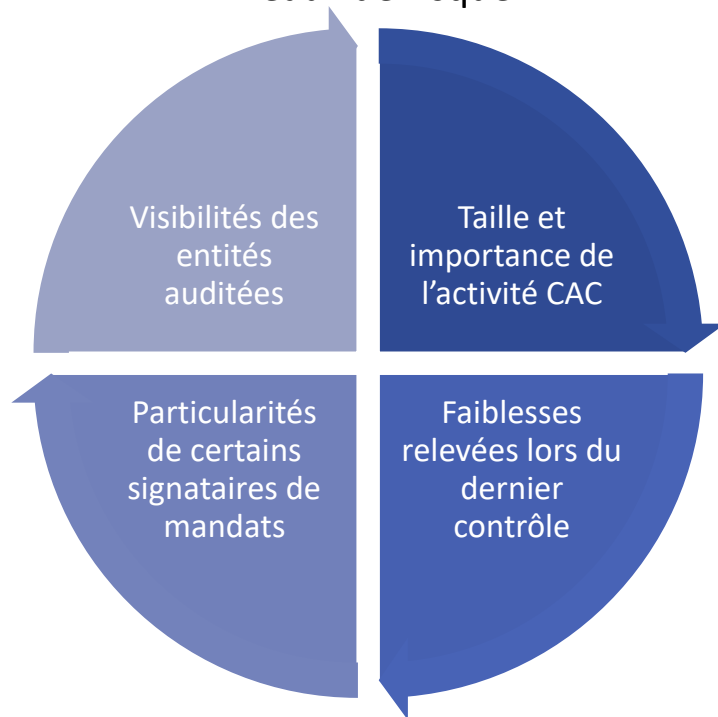 Visibilités des
entités
auditées
Taille et
importance de
l’activité CAC
Particularités
de certains
signataires de
mandats
Faiblesses
relevées lors du
dernier
contrôle